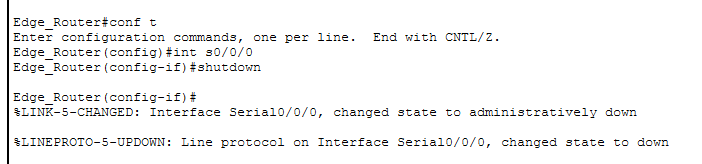 Edge_Router#conf t
Enter configuration commands, one per line.  End with CNTL/Z.
Edge_Router(config)#int s0/0/0
Edge_Router(config-if)#shutdown
Edge_Router(config-if)#
%LINK-5-CHANGED: Interface Serial0/0/0, changed state to administratively down
%LINEPROTO-5-UPDOWN: Line protocol on Interface Serial0/0/0, changed state to down